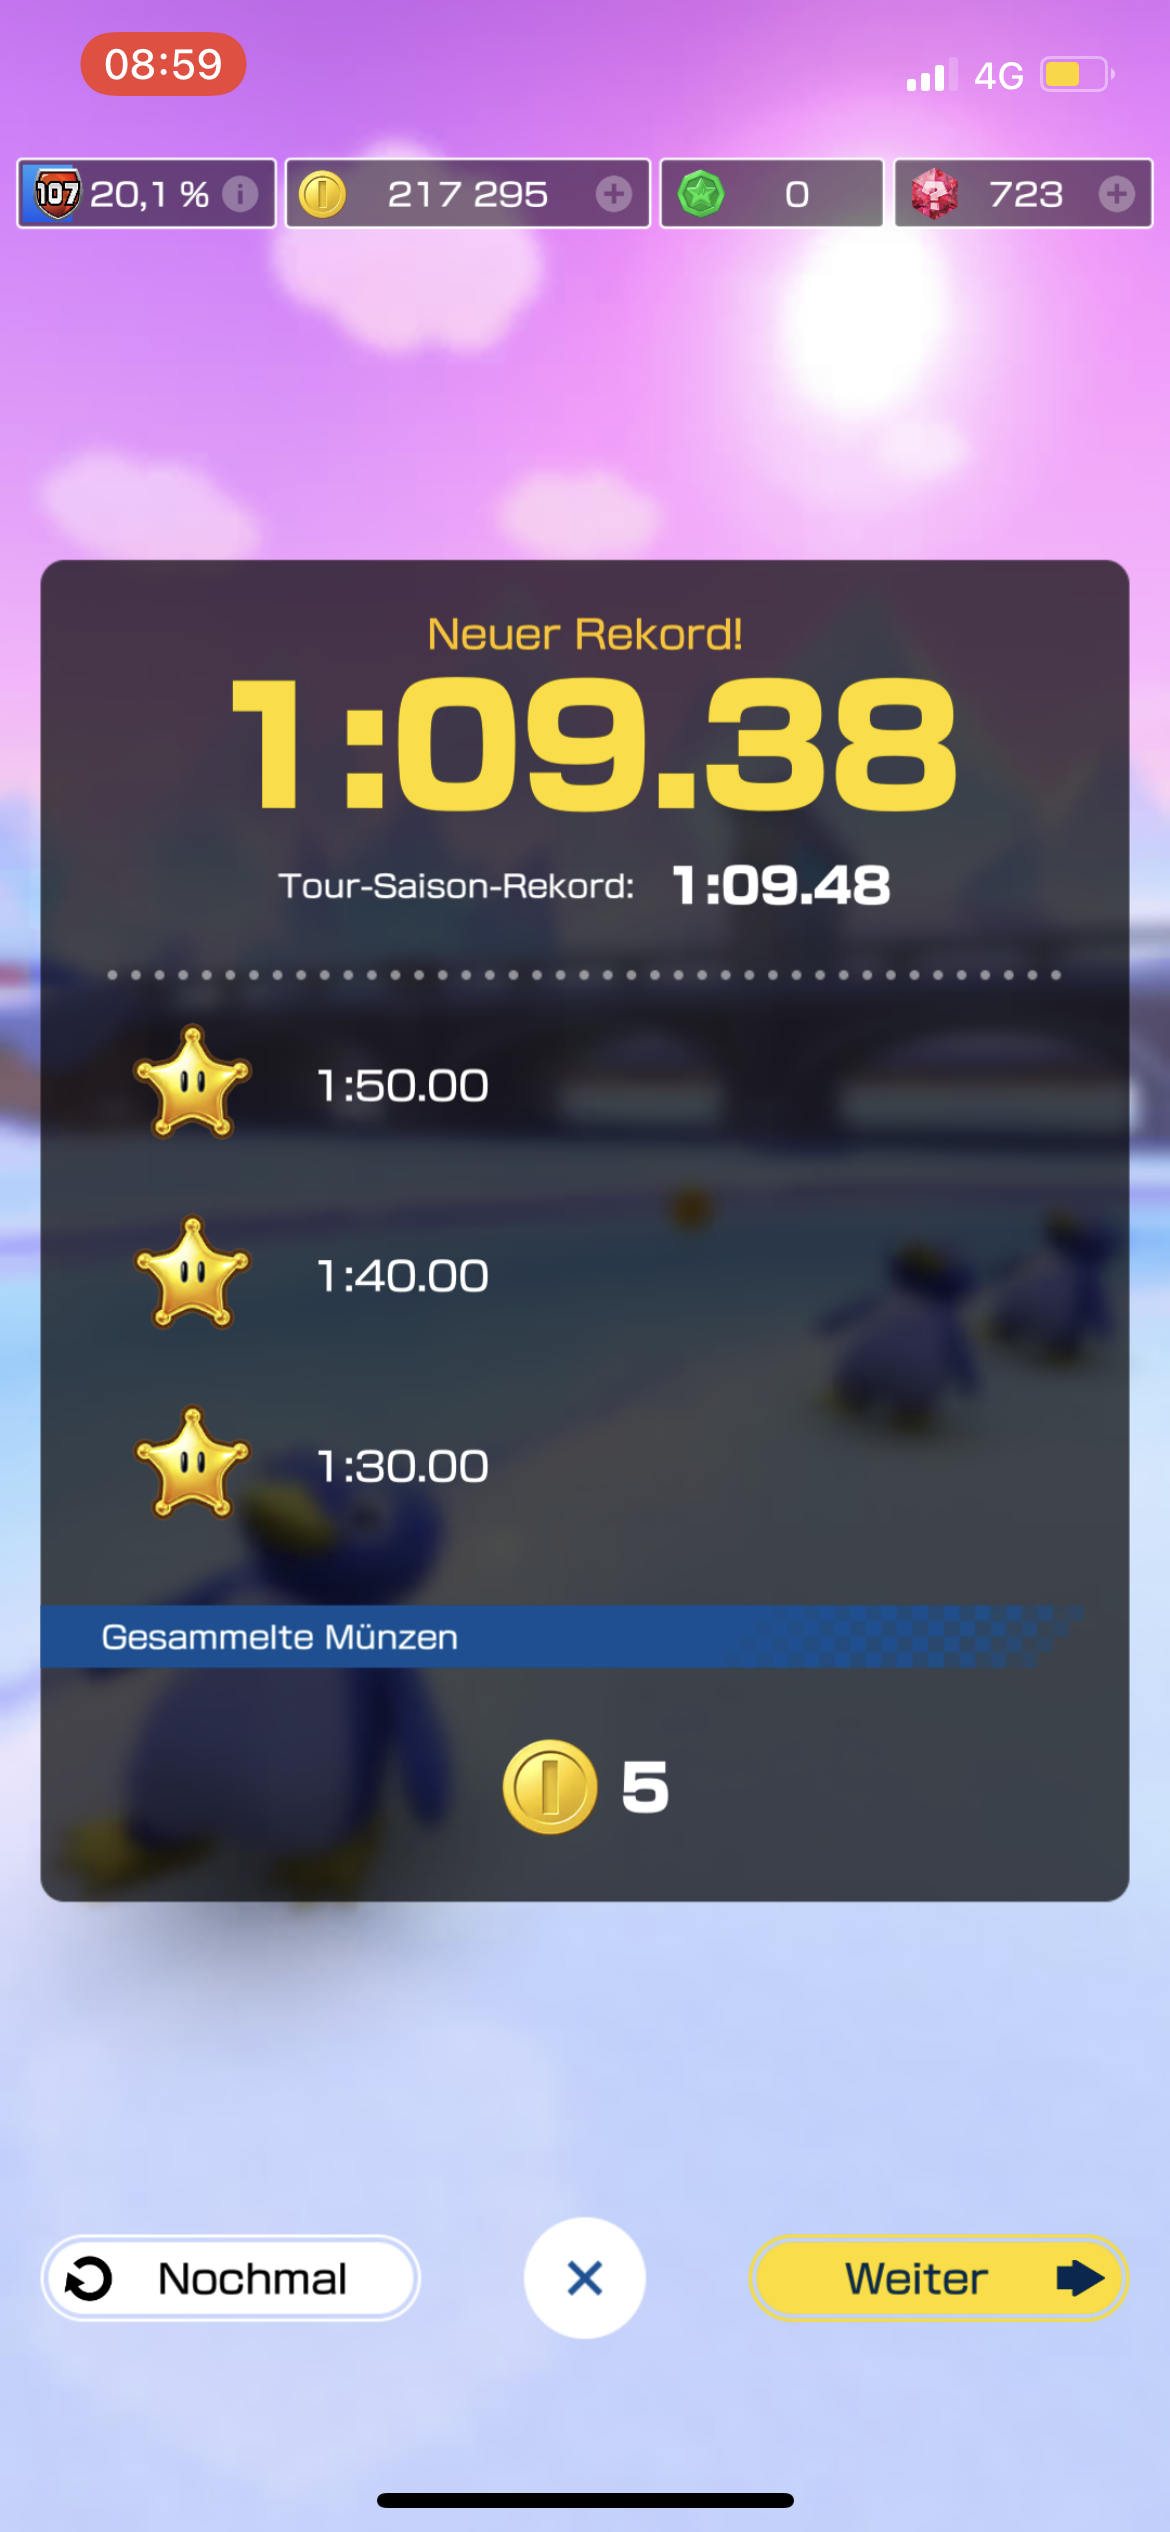 08:59
4G
107 20,1 % i 217 295 + 0 ? 723 +
Neuer Rekord!
1:09.38
Tour-Saison-Rekord: 1:09.48
1:50.00
1:40.00
1:30.00
Gesammelte Münzen
5
Nochmal
×
Weiter